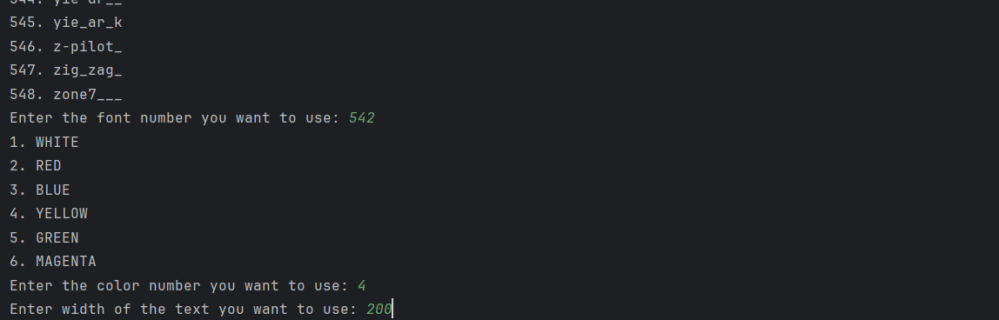 545. yie_ar_k
546. z-pilot_
547. zig_zag_
548. zone7___
Enter the font number you want to use: 542
1. WHITE
2. RED
3. BLUE
4. YELLOW
5. GREEN
6. MAGENTA
Enter the color number you want to use: 4
Enter width of the text you want to use: 200